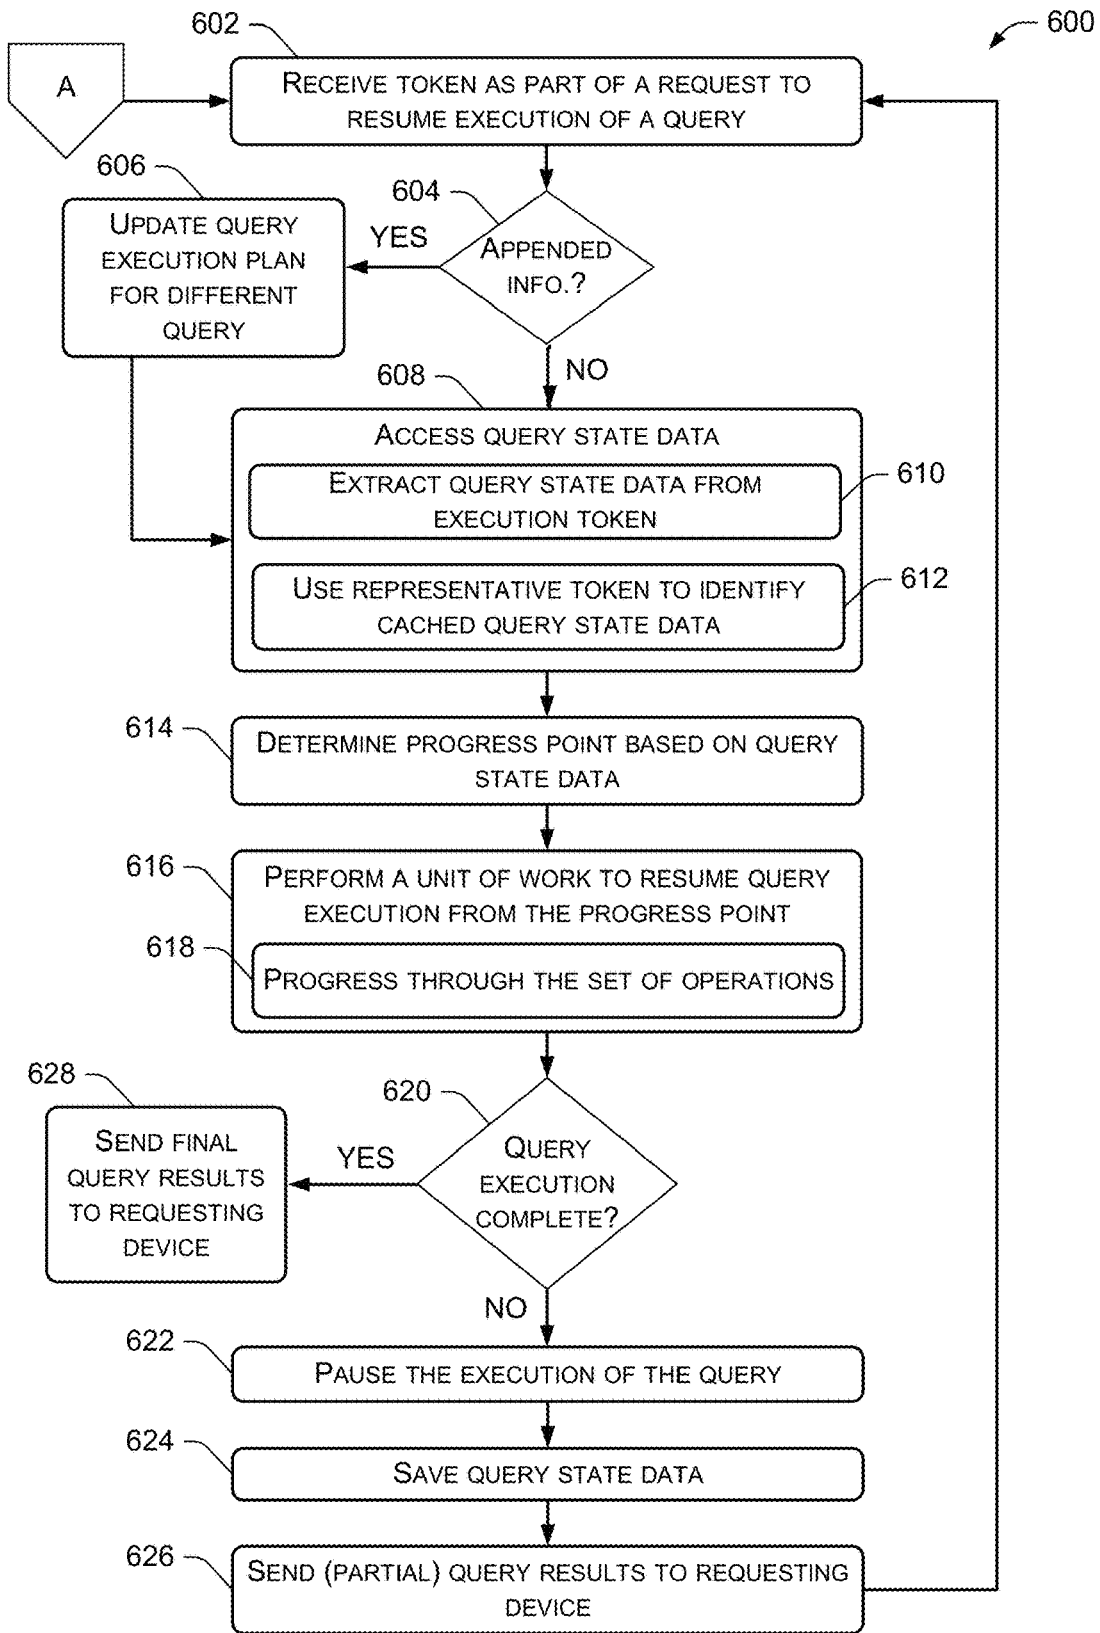 600
602
A
RECEIVE TOKEN AS PART OF A REQUEST TO
RESUME EXECUTION OF A QUERY
606
UPDATE QUERY
EXECUTION PLAN
FOR DIFFERENT
QUERY
604
YES
APPENDED
INFO.?
NO
608
ACCESS QUERY STATE DATA
EXTRACT QUERY STATE DATA FROM
EXECUTION TOKEN
610
USE REPRESENTATIVE TOKEN TO IDENTIFY
CACHED QUERY STATE DATA
612
614
DETERMINE PROGRESS POINT BASED ON QUERY
STATE DATA
616
PERFORM A UNIT OF WORK TO RESUME QUERY
EXECUTION FROM THE PROGRESS POINT
618
PROGRESS THROUGH THE SET OF OPERATIONS
628
SEND FINAL
QUERY RESULTS
TO REQUESTING
DEVICE
620
YES
QUERY
EXECUTION
COMPLETE?
NO
622
PAUSE THE EXECUTION OF THE QUERY
624
SAVE QUERY STATE DATA
626
SEND (PARTIAL) QUERY RESULTS TO REQUESTING
DEVICE